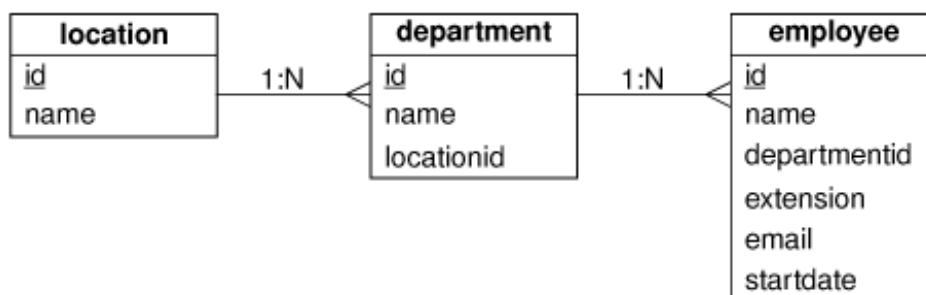 location
id
name
1:N
department
id
name
locationid
1:N
employee
id
name
departmentid
extension
email
startdate